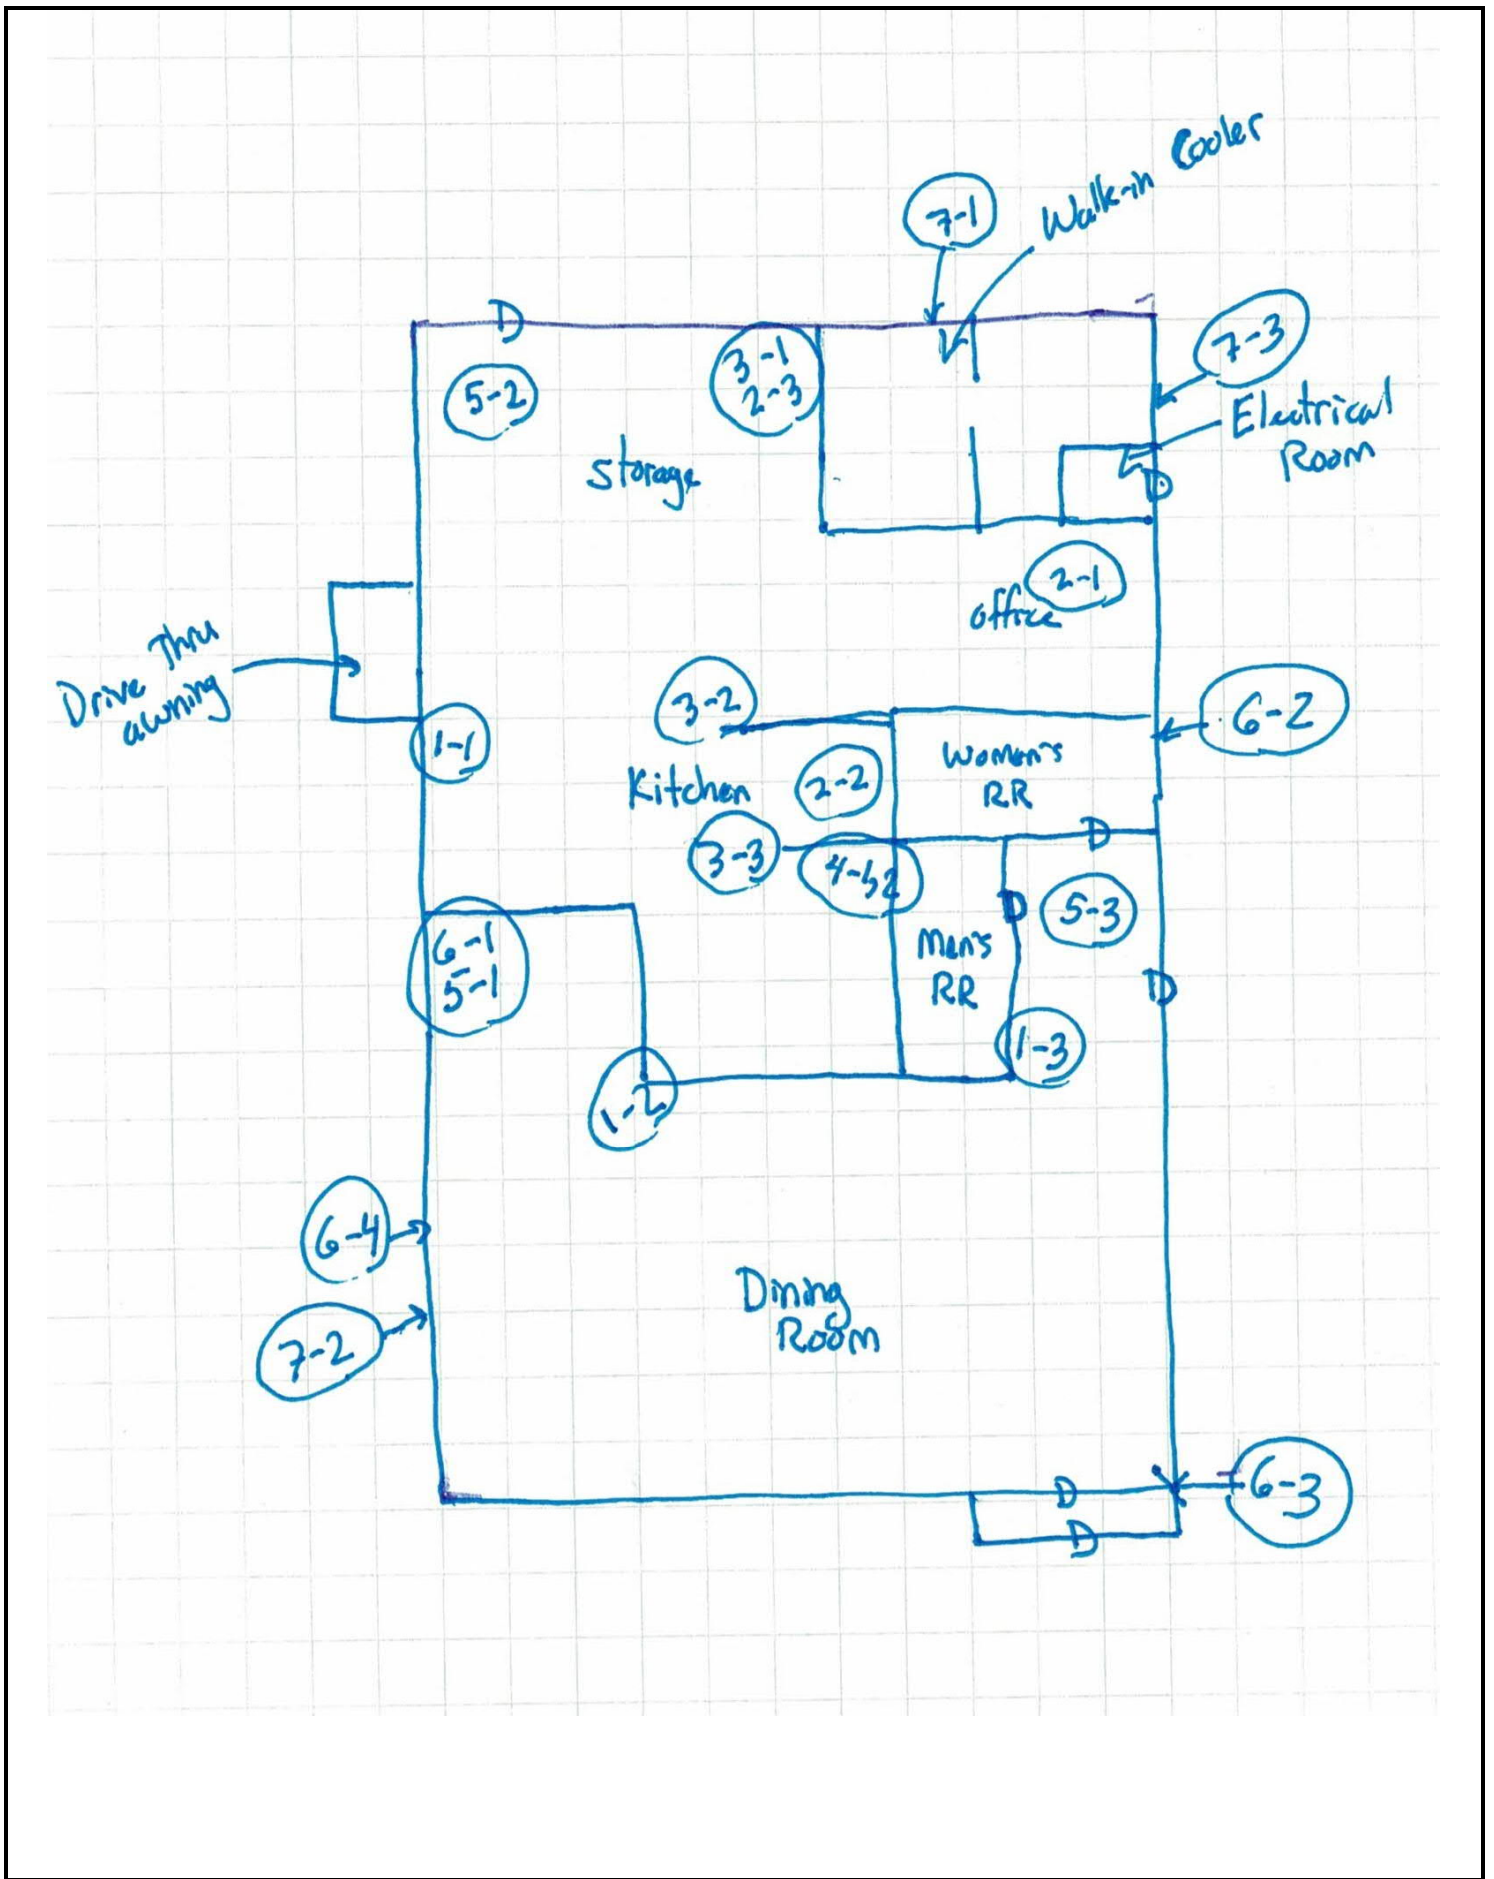 Cooler
Walk-in
7-1
7-3
D
3-1
2-3
5-2
Electrical
Room
Storage
D
2-1
office
Thru
Drive
awning
3-2
6-2
1-1
Women's
RR
2-2
Kitchen
D
3-3
5-3
D
6-1
5-1
Men's
RR
D
1-3
1-2
6-4
Dining
Room
7-2
D
6-3
D